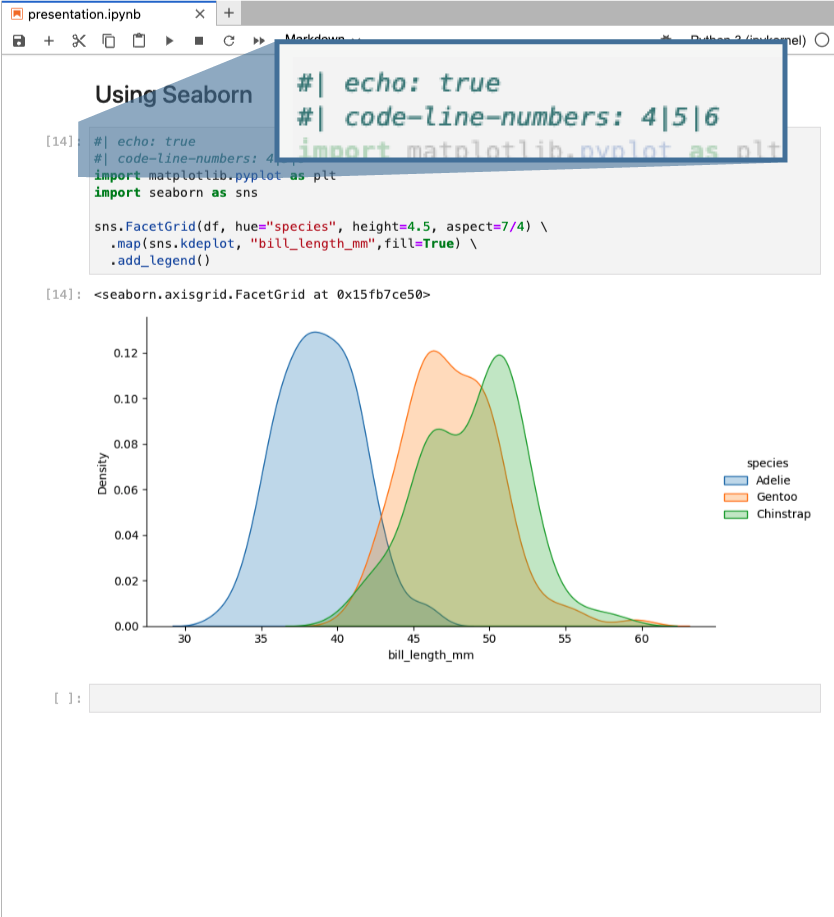 presentation.ipynb
Markdown
Python 3 (ipykernel)
#| echo: true
#| code-line-numbers: 4|5|6
import matplotlib.pyplot as plt
Using Seaborn
[14]:
#| echo: true
#| code-line-numbers: 4
import matplotlib.pyplot as plt
import seaborn as sns
sns.FacetGrid(df, hue="species", height=4.5, aspect=7/4) \
.map(sns.kdeplot, "bill_length_mm",fill=True) \
.add_legend()
[14]:
<seaborn.axisgrid.FacetGrid at 0x15fb7ce50>
0.12
0.10
0.08
0.06
0.04
0.02
0.00
Density
30 35 40 45 50 55 60
bill_length_mm
species
Adelie
Gentoo
Chinstrap
[ ]: